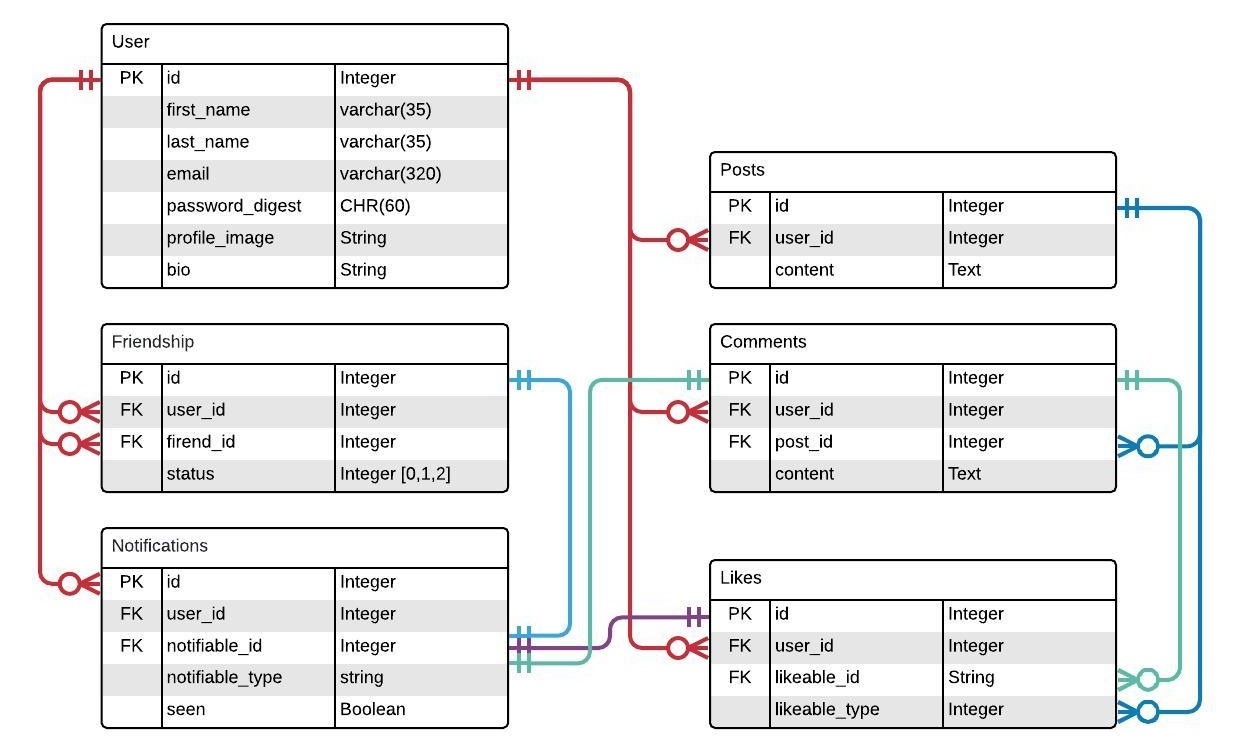 User
PK id Integer
first_name varchar(35)
last_name varchar(35)
email varchar(320)
password_digest CHR(60)
profile_image String
bio String
Friendship
PK id Integer
FK user_id Integer
FK firend_id Integer
status Integer [0,1,2]
Notifications
PK id Integer
FK user_id Integer
FK notifiable_id Integer
notifiable_type string
seen Boolean
Posts
PK id Integer
FK user_id Integer
content Text
Comments
PK id Integer
FK user_id Integer
FK post_id Integer
content Text
Likes
PK id Integer
FK user_id Integer
FK likeable_id String
likeable_type Integer